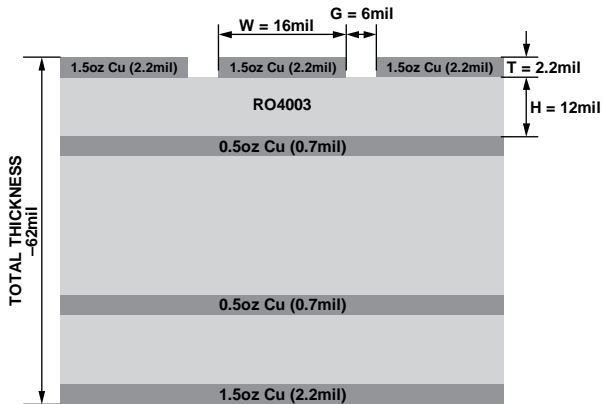 G = 6mil
W = 16mil
1.5oz Cu (2.2mil)
1.5oz Cu (2.2mil)
1.5oz Cu (2.2mil)
T = 2.2mil
RO4003
H = 12mil
0.5oz Cu (0.7mil)
TOTAL THICKNESS
~62mil
0.5oz Cu (0.7mil)
1.5oz Cu (2.2mil)